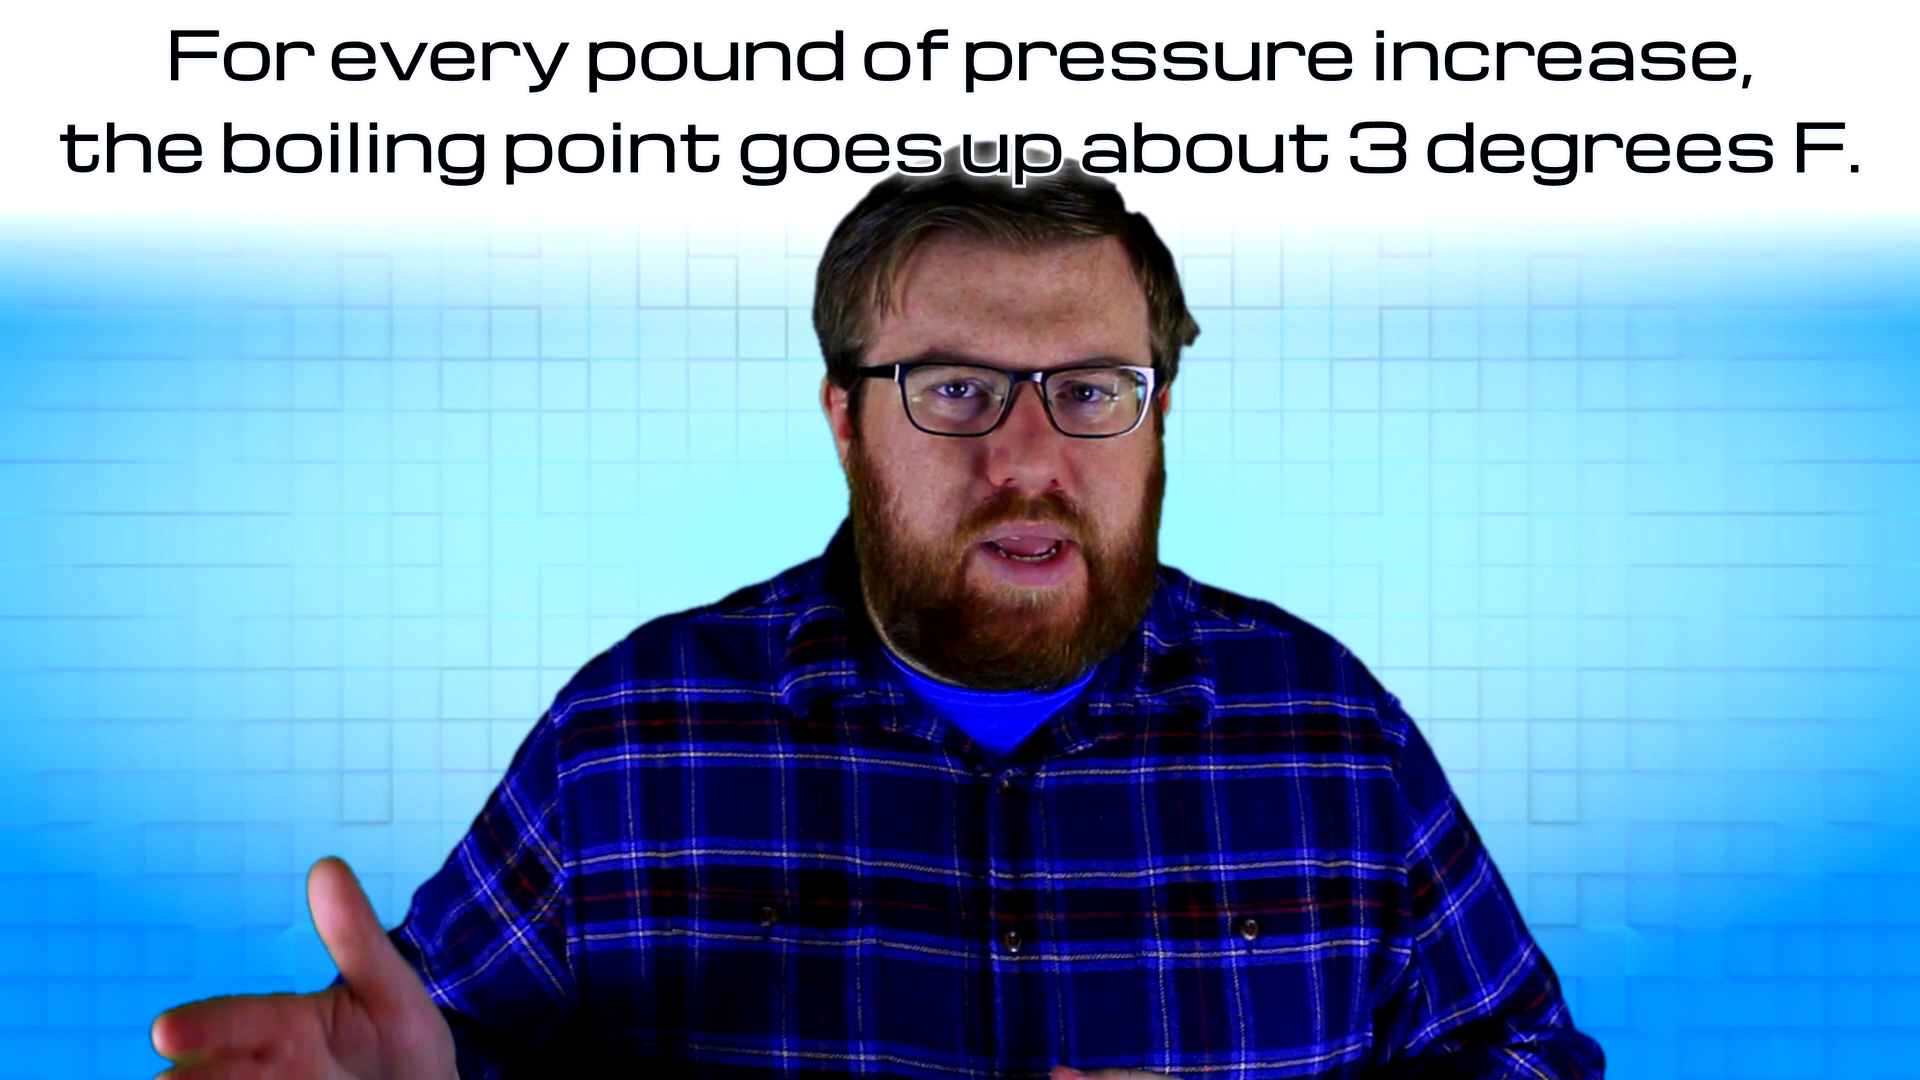 For every pound of pressure increase,
the boiling point goes up about 3 degrees F.